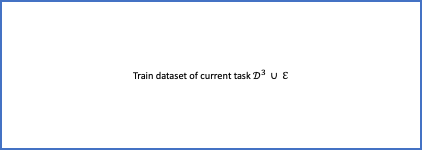 Train dataset of current task 𝒟³ ∪ ℰ